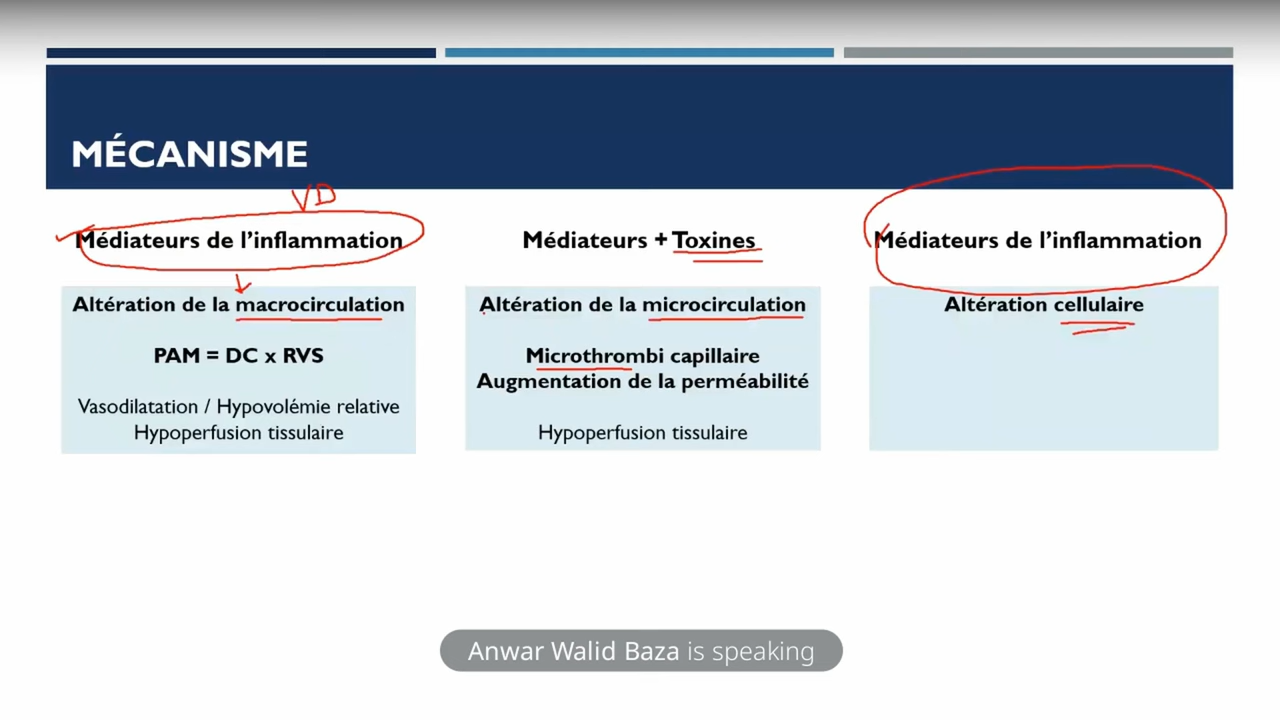 MÉCANISME
VD
Médiateurs de l’inflammation
Altération de la macrocirculation
PAM = DC x RVS
Vasodilatation / Hypovolémie relative
Hypoperfusion tissulaire
Médiateurs + Toxines
Altération de la microcirculation
Microthrombi capillaire
Augmentation de la perméabilité
Hypoperfusion tissulaire
Médiateurs de l’inflammation
Altération cellulaire
Anwar Walid Baza is speaking